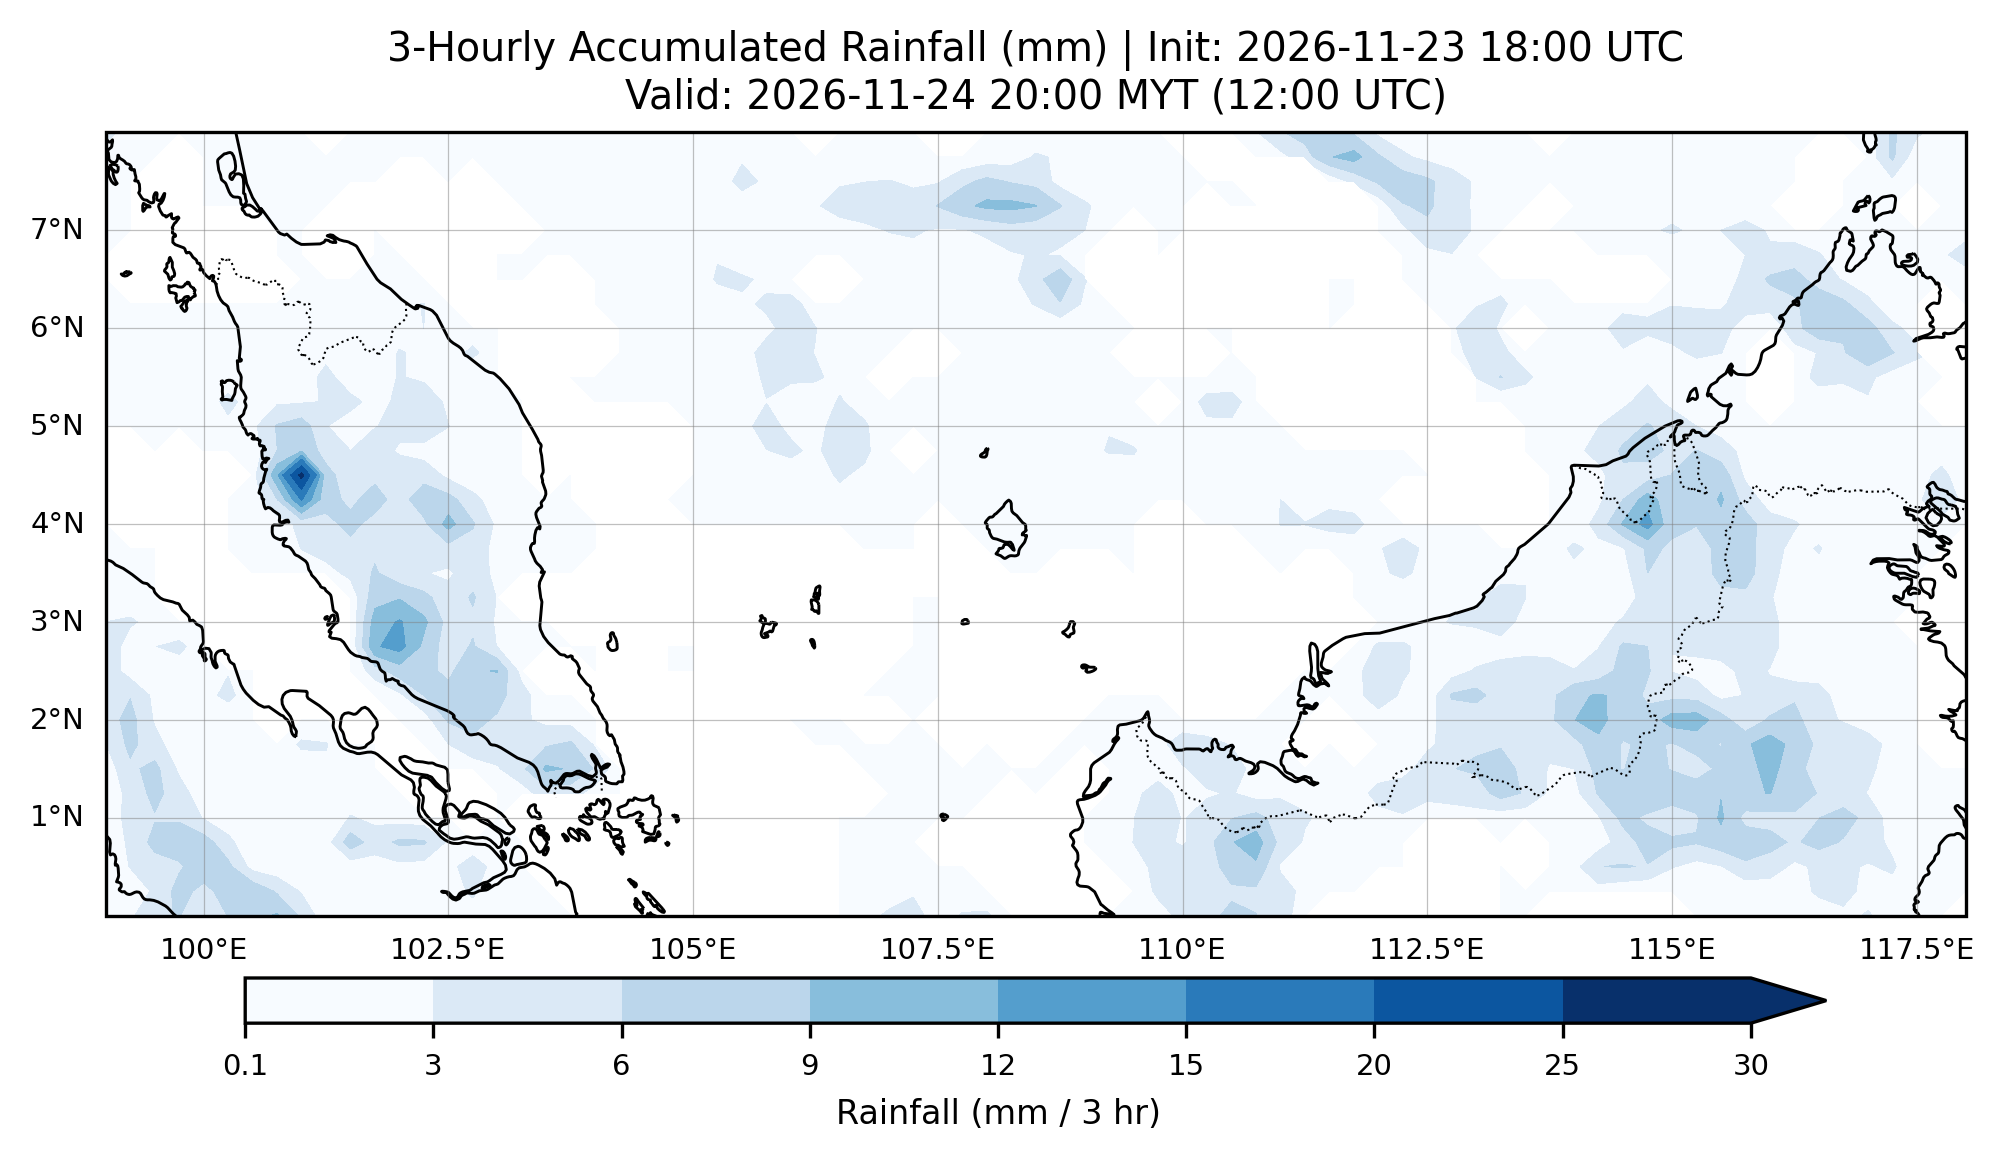 3-Hourly Accumulated Rainfall (mm) | Init: 2026-11-23 18:00 UTC
Valid: 2026-11-24 20:00 MYT (12:00 UTC)
7°N
6°N
5°N
4°N
3°N
2°N
1°N
100°E 102.5°E 105°E 107.5°E 110°E 112.5°E 115°E 117.5°E
0.1 3 6 9 12 15 20 25 30
Rainfall (mm / 3 hr)